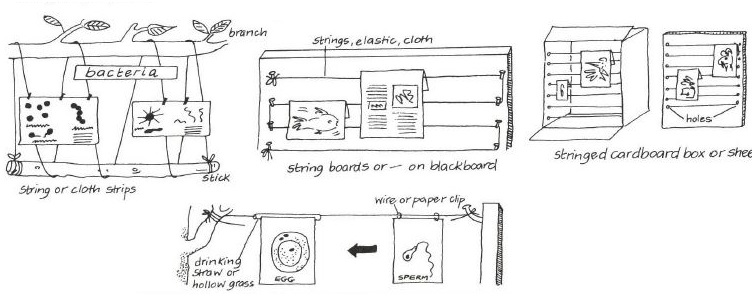 branch
bacteria
string or cloth strips
stick
strings, elastic, cloth
string boards or — on blackboard
holes
stringed cardboard box or shee
wire or paper clip
drinking
straw or
hollow grass
EGG
SPERM